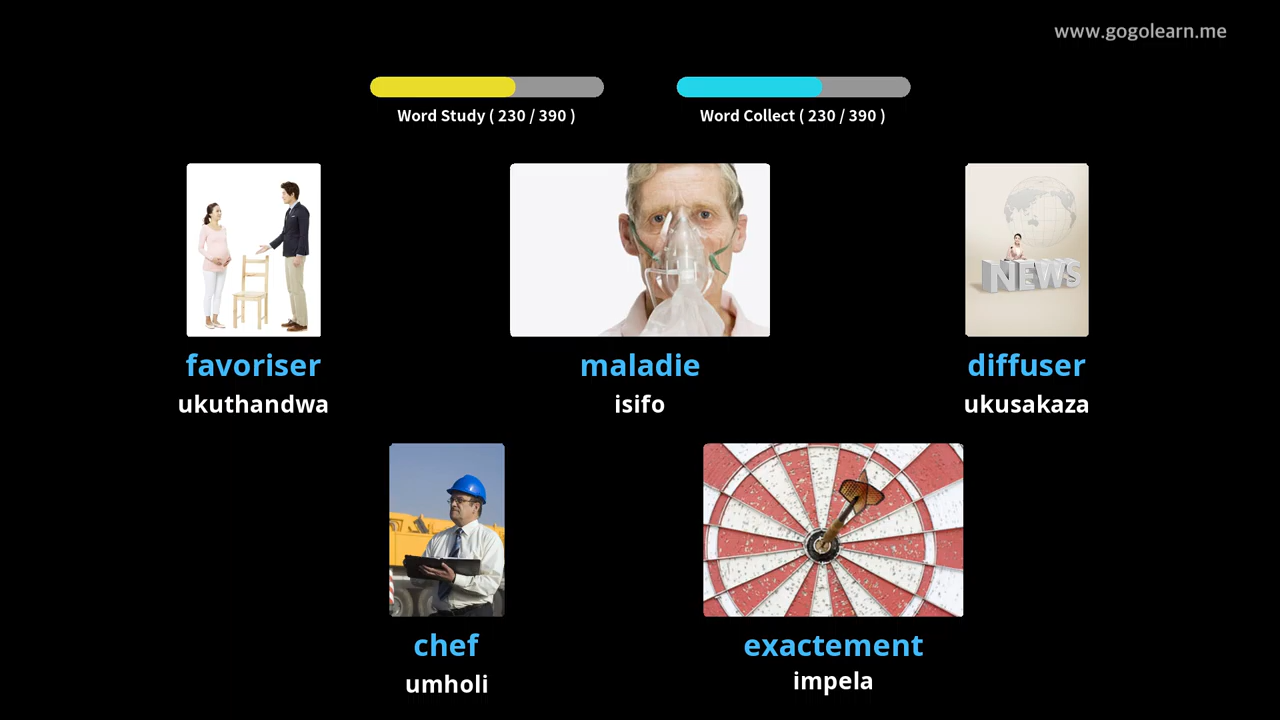 www.gogolearn.me
Word Study ( 230 / 390 )
Word Collect ( 230 / 390 )
NEWS
favoriser
ukuthandwa
maladie
isifo
diffuser
ukusakaza
chef
umholi
exactement
impela